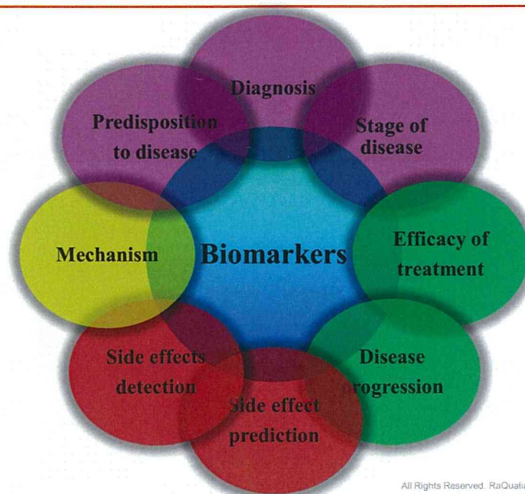 Diagnosis
Predisposition
to disease
Stage of
disease
Mechanism
Biomarkers
Efficacy of
treatment
Side effects
detection
Disease
progression
Side effect
prediction
All Rights Reserved. RaQualia